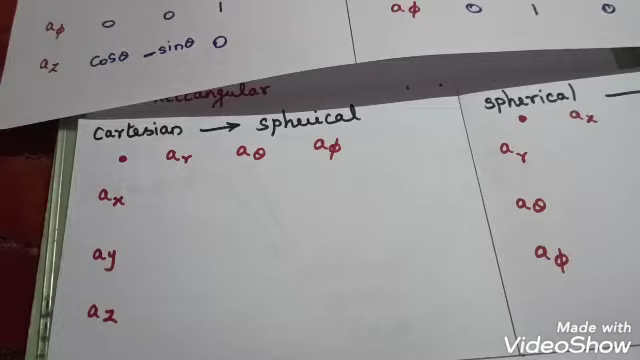 aφ 0 0 1
az cosθ -sinθ 0
aφ 0 1 0
Rectangular
Cartesian → spherical
• ar aθ aφ
ax
ay
az
spherical →
• ax
ar
aθ
aφ
Made with
VideoShow